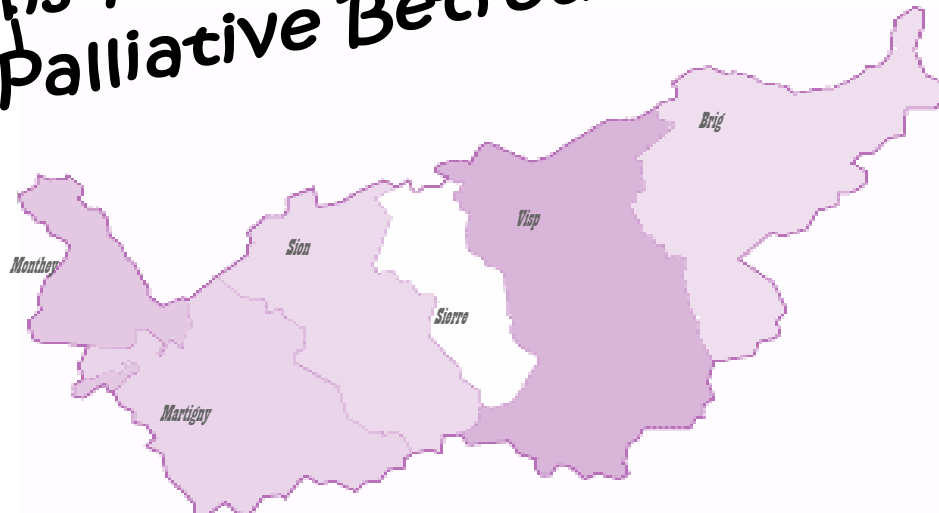 Palliative
Brig
Visp
Sion
Monthey
Sierre
Martigny